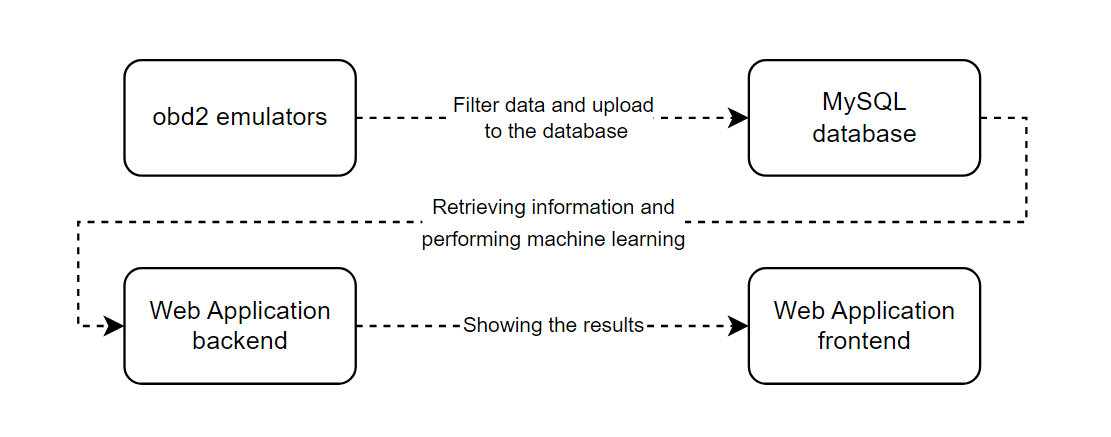 obd2 emulators
Filter data and upload
to the database
MySQL
database
Retrieving information and
performing machine learning
Web Application
backend
Showing the results
Web Application
frontend